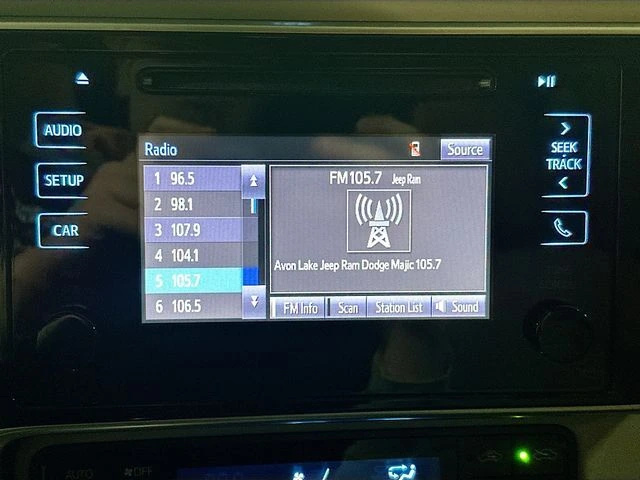 AUDIO
SETUP
CAR
Radio
Source
1 96.5
2 98.1
3 107.9
4 104.1
5 105.7
6 106.5
FM105.7 Jeep Ram
Avon Lake Jeep Ram Dodge Majic 105.7
FM Info Scan Station List Sound
SEEK
TRACK
AUTO
OFF